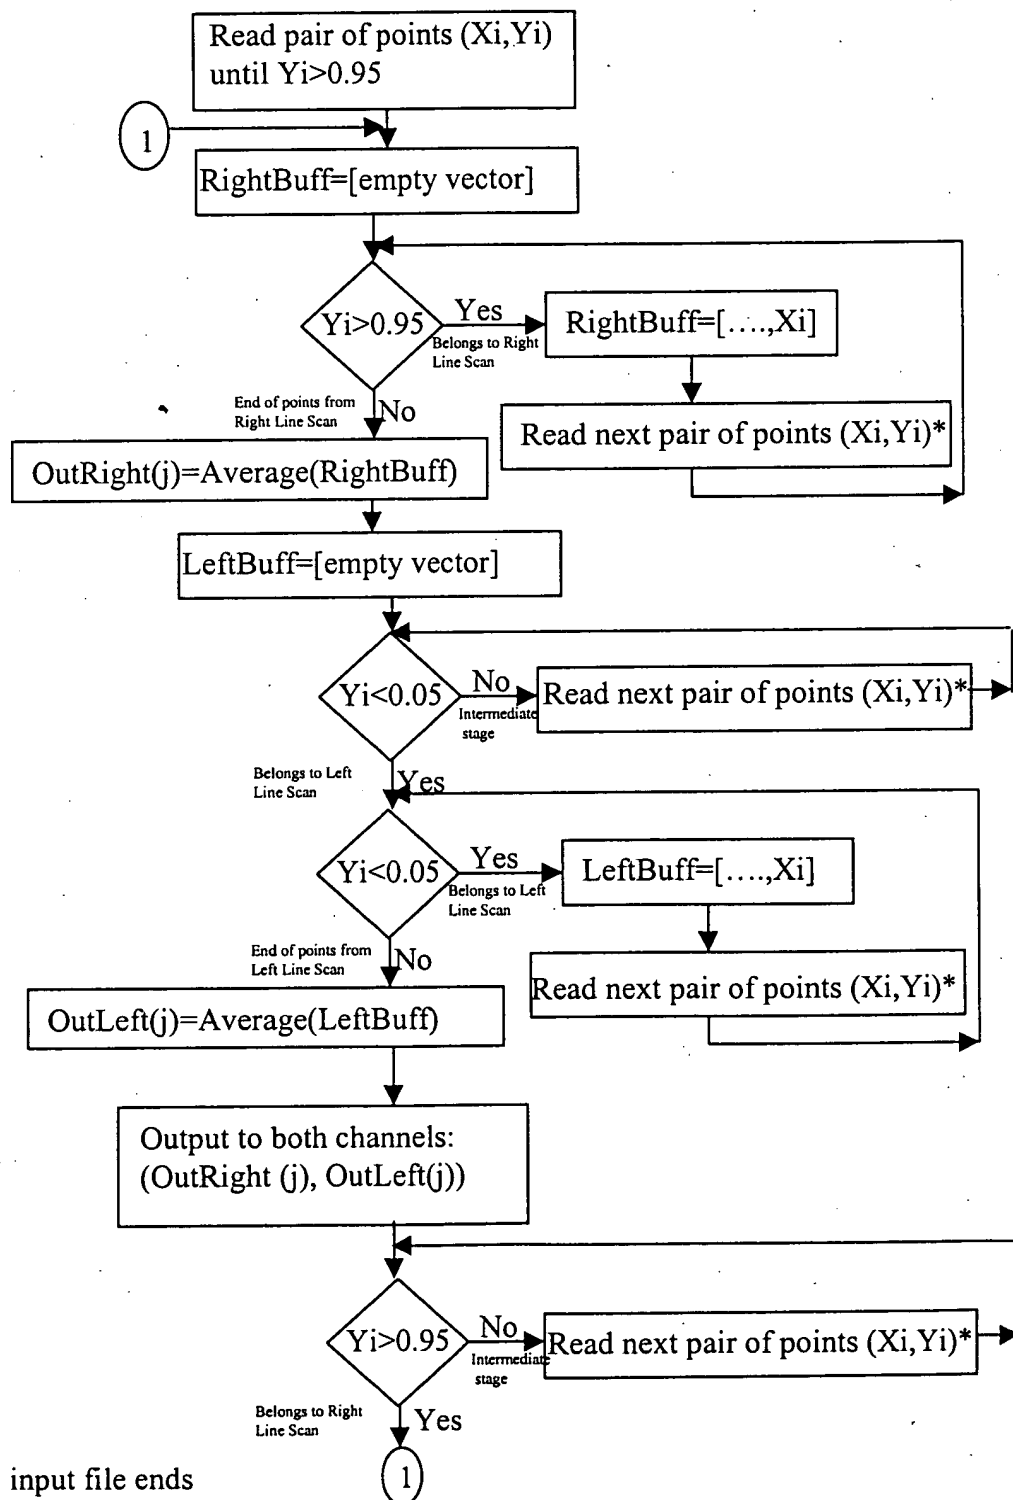 Read pair of points (Xi,Yi)
until Yi>0.95
1
RightBuff=[empty vector]
Yi>0.95
Yes
Belongs to Right
Line Scan
RightBuff=[....,Xi]
Read next pair of points (Xi,Yi)*
End of points from
Right Line Scan
No
OutRight(j)=Average(RightBuff)
LeftBuff=[empty vector]
Yi<0.05
No
Intermediate
stage
Read next pair of points (Xi,Yi)*
Belongs to Left
Line Scan
Yes
Yi<0.05
Yes
Belongs to Left
Line Scan
LeftBuff=[....,Xi]
Read next pair of points (Xi,Yi)*
End of points from
Left Line Scan
No
OutLeft(j)=Average(LeftBuff)
Output to both channels:
(OutRight (j), OutLeft(j))
Yi>0.95
No
Intermediate
stage
Read next pair of points (Xi,Yi)*
Belongs to Right
Line Scan
Yes
1
input file ends